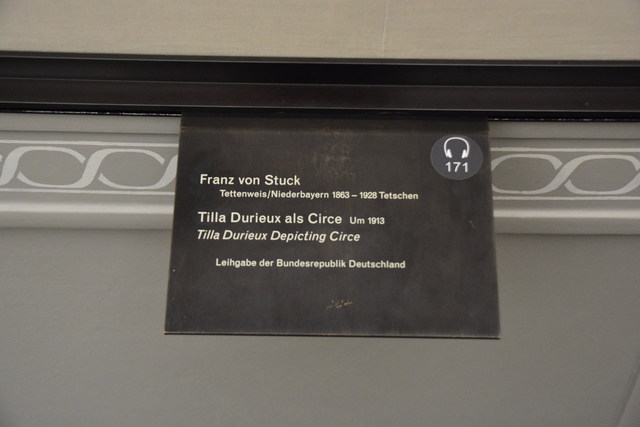 171
Franz von Stuck
Tettenweis/Niederbayern 1863 – 1928 Tetschen
Tilla Durieux als Circe Um 1913
Tilla Durieux Depicting Circe
Leihgabe der Bundesrepublik Deutschland